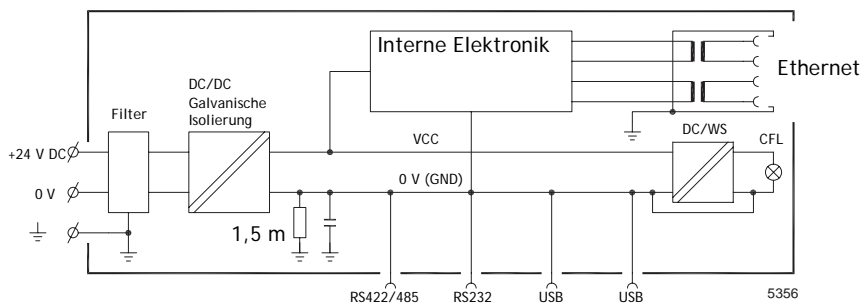 Interne Elektronik
Ethernet
DC/DC
Galvanische
Isolierung
Filter
DC/WS
CFL
VCC
+24 V DC
0 V (GND)
0 V
1,5 m
RS422/485
RS232
USB
USB
5356